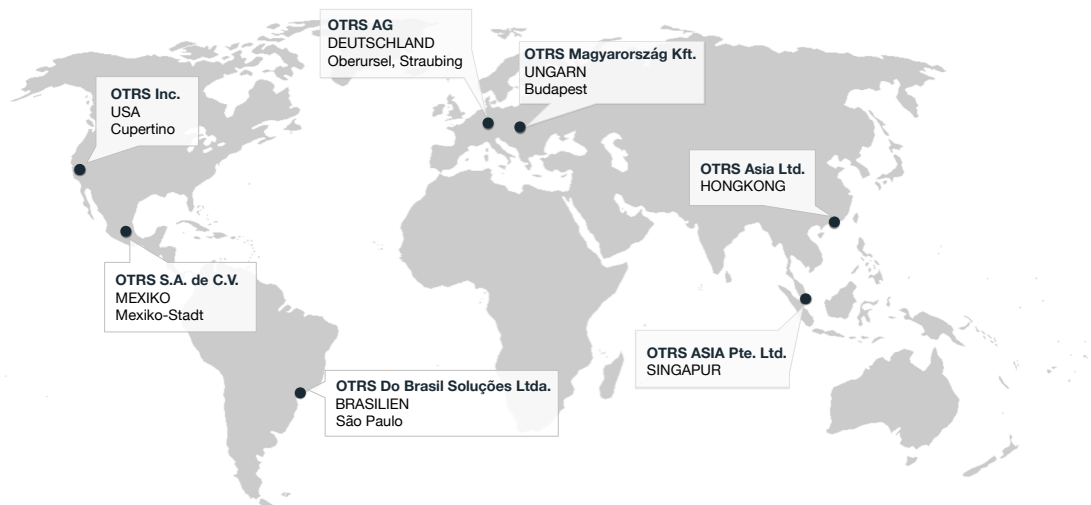 OTRS AG
DEUTSCHLAND
Oberursel, Straubing
OTRS Magyarország Kft.
UNGARN
Budapest
OTRS Inc.
USA
Cupertino
OTRS Asia Ltd.
HONGKONG
OTRS S.A. de C.V.
MEXIKO
Mexiko-Stadt
OTRS ASIA Pte. Ltd.
SINGAPUR
OTRS Do Brasil Soluções Ltda.
BRASILIEN
São Paulo